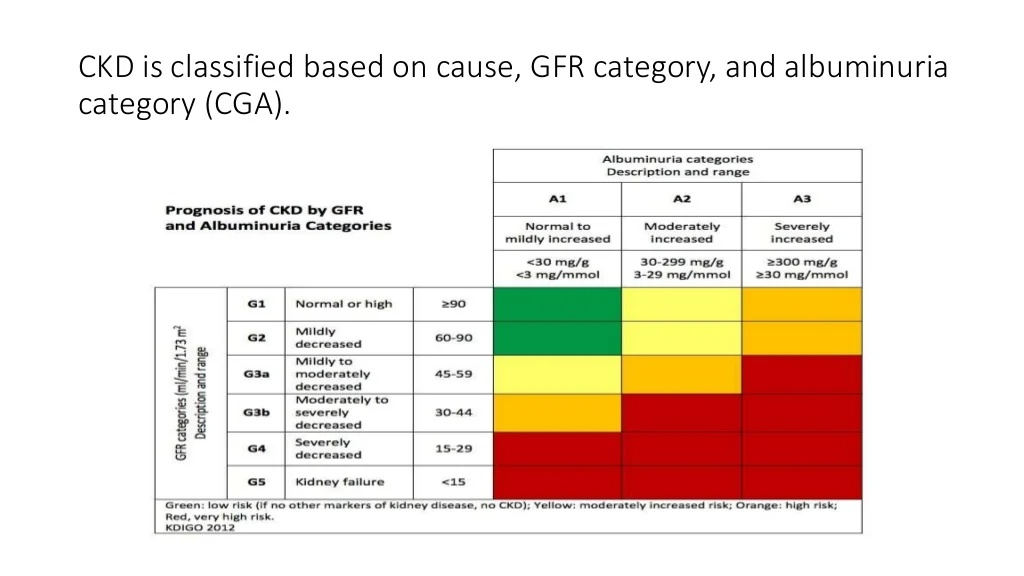 CKD is classified based on cause, GFR category, and albuminuria
category (CGA).
Prognosis of CKD by GFR
and Albuminuria Categories
Albuminuria categories
Description and range
A1
A2
A3
Normal to
mildly increased
Moderately
increased
Severely
increased
<30 mg/g
<3 mg/mmol
30-299 mg/g
3-29 mg/mmol
≥300 mg/g
≥30 mg/mmol
GFR categories (ml/min/1.73 m²
Description and range
G1
Normal or high
≥90
G2
Mildly
decreased
60-90
G3a
Mildly to
moderately
decreased
45-59
G3b
Moderately to
severely
decreased
30-44
G4
Severely
decreased
15-29
G5
Kidney failure
<15
Green: low risk (if no other markers of kidney disease, no CKD); Yellow: moderately increased risk; Orange: high risk;
Red, very high risk.
KDIGO 2012